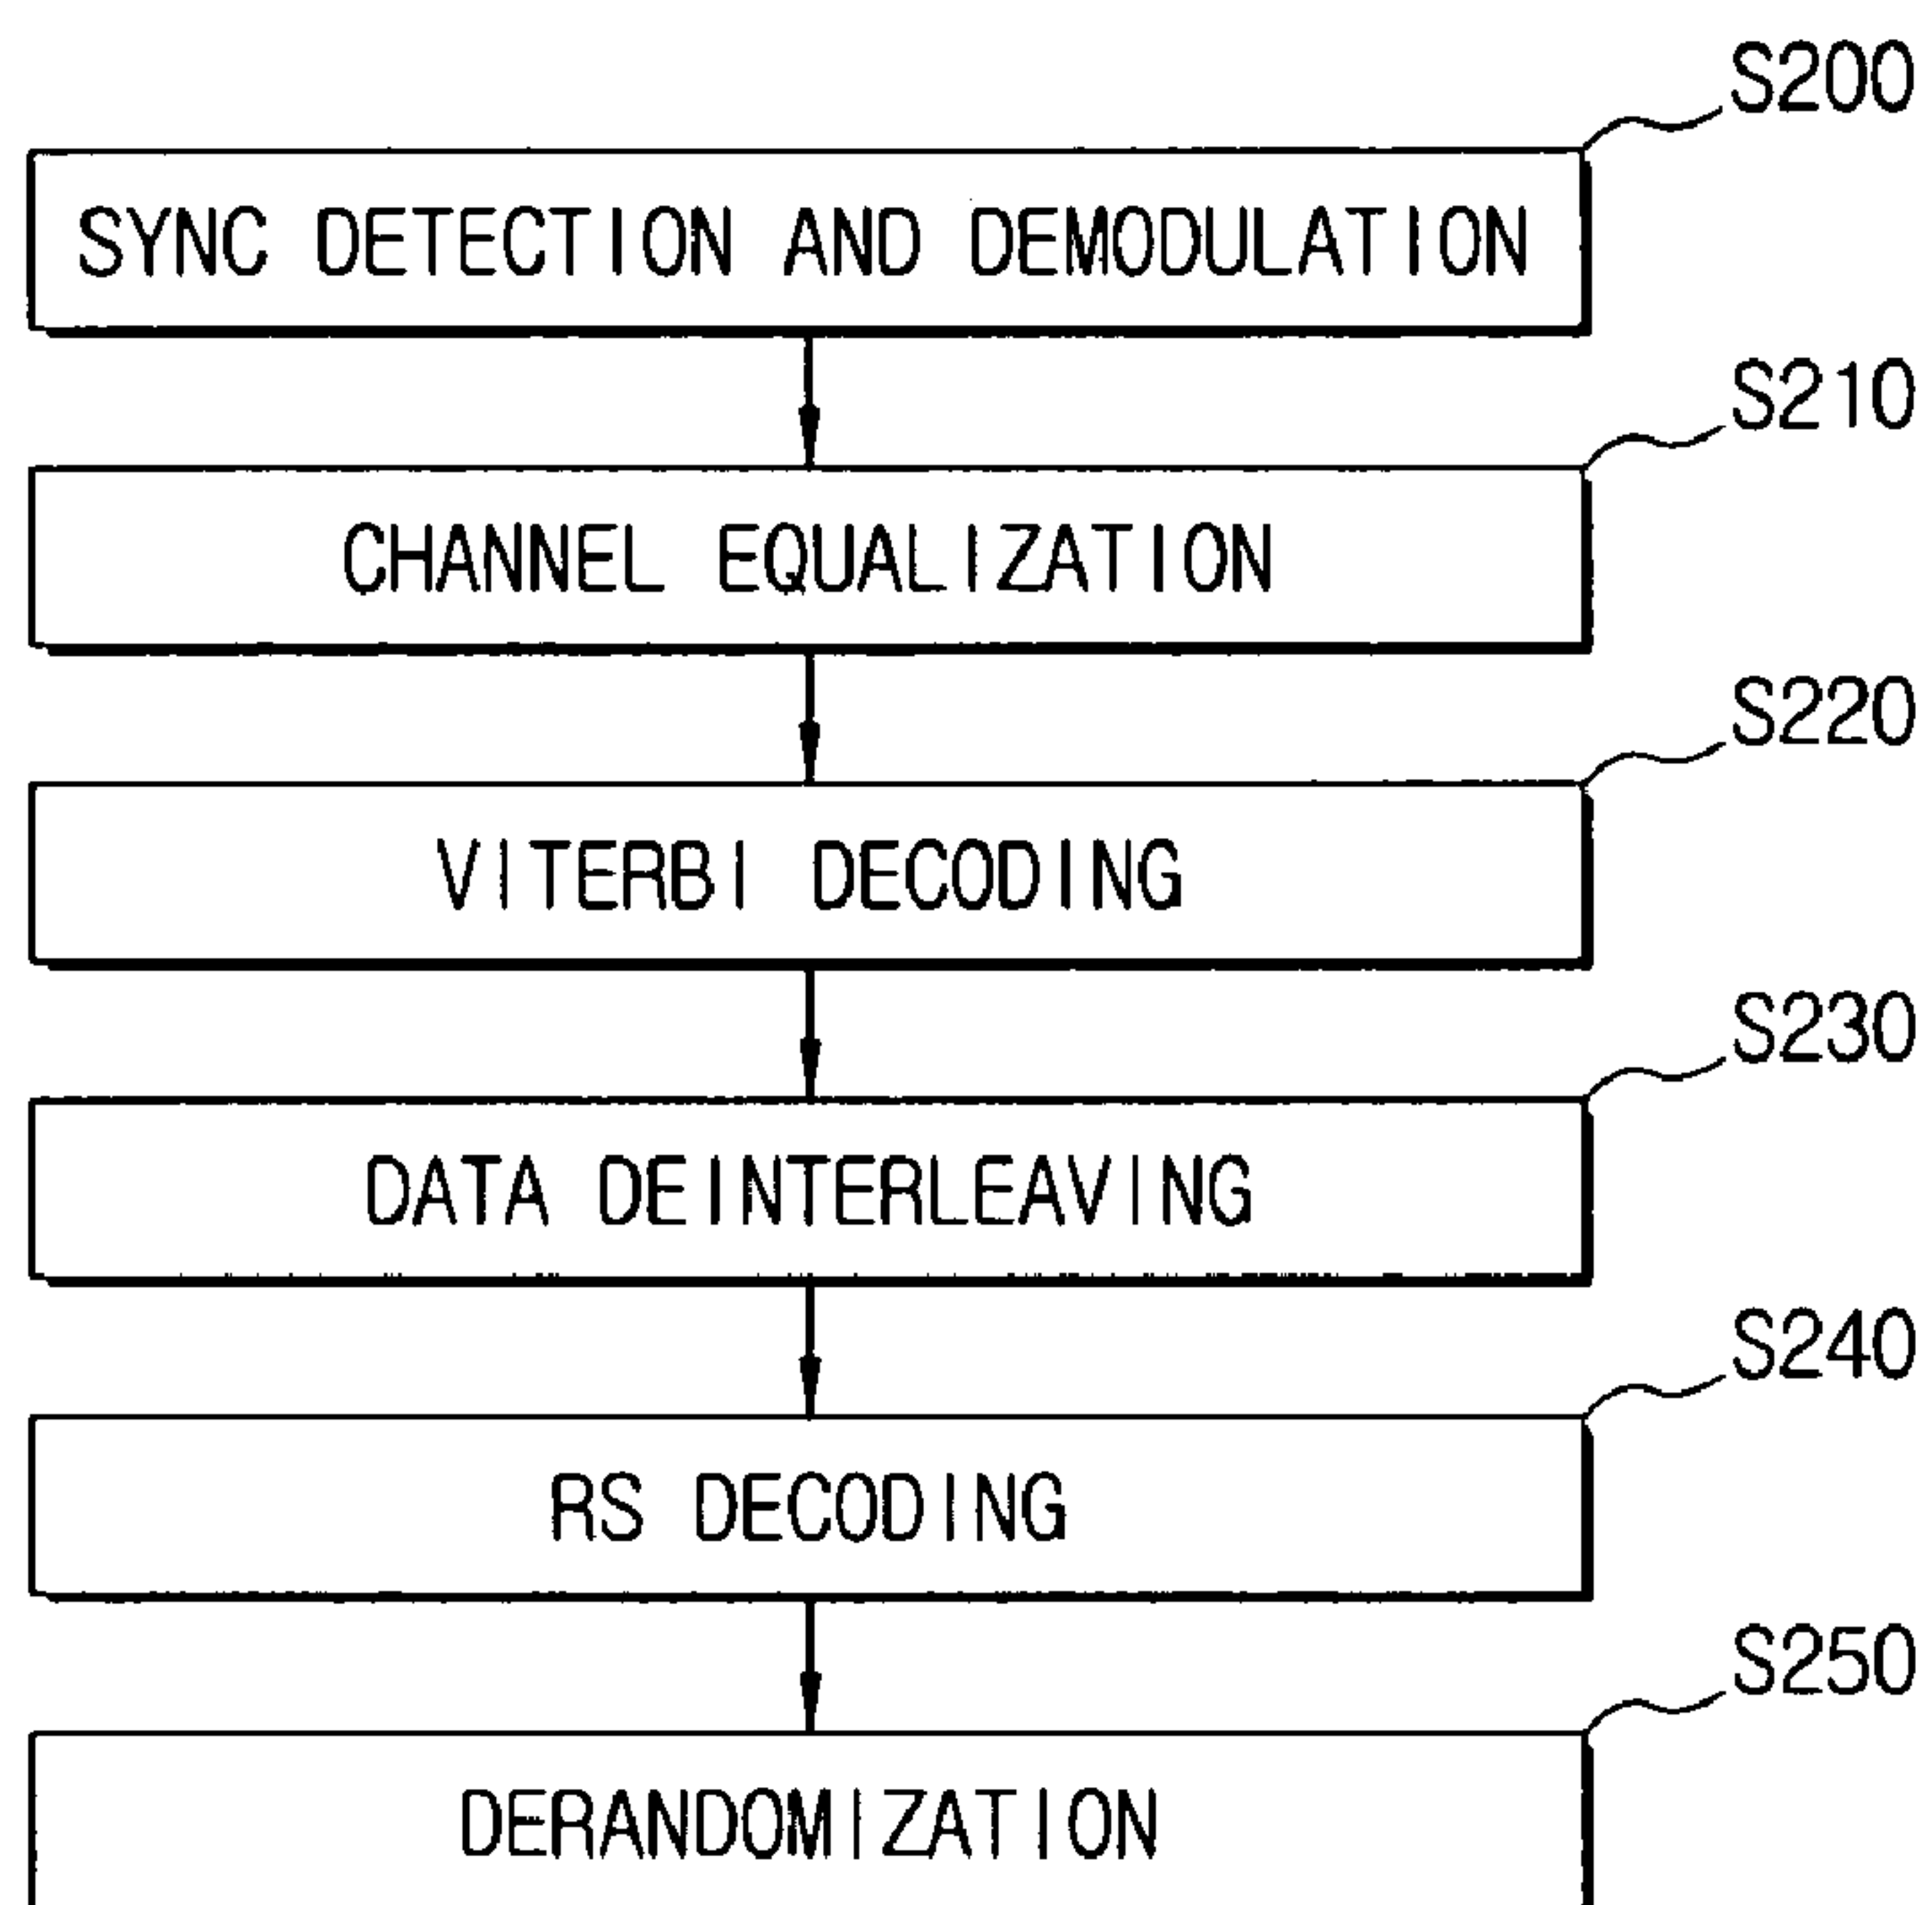 S200
SYNC DETECTION AND DEMODULATION
S210
CHANNEL EQUALIZATION
S220
VITERBI DECODING
S230
DATA DEINTERLEAVING
S240
RS DECODING
S250
DERANDOMIZATION